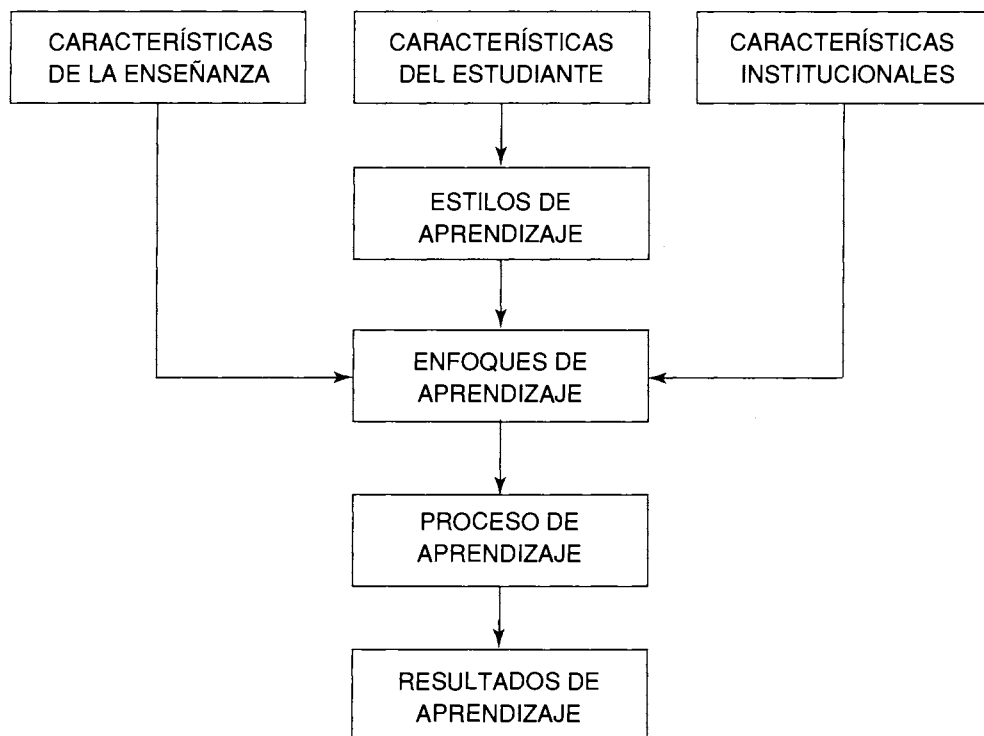 CARACTERÍSTICAS
DE LA ENSEÑANZA
CARACTERÍSTICAS
DEL ESTUDIANTE
CARACTERÍSTICAS
INSTITUCIONALES
ESTILOS DE
APRENDIZAJE
ENFOQUES DE
APRENDIZAJE
PROCESO DE
APRENDIZAJE
RESULTADOS DE
APRENDIZAJE